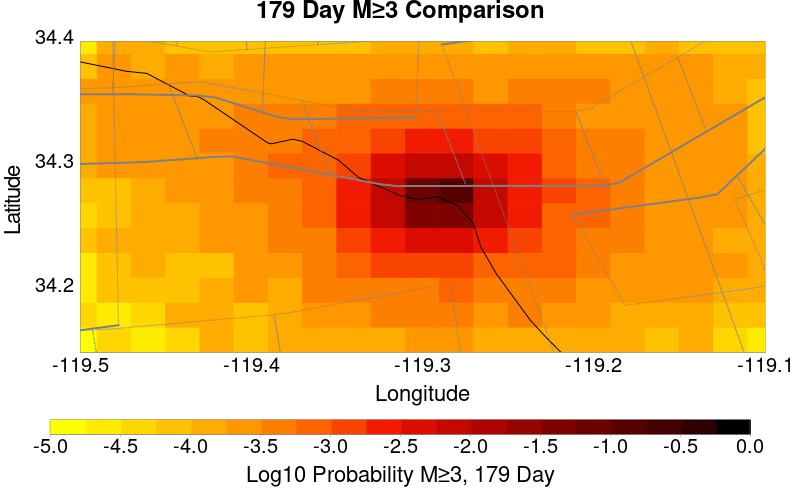 179 Day M≥3 Comparison
34.4
34.3
34.2
Latitude
-119.5 -119.4 -119.3 -119.2 -119.1
Longitude
-5.0 -4.5 -4.0 -3.5 -3.0 -2.5 -2.0 -1.5 -1.0 -0.5 0.0
Log10 Probability M≥3, 179 Day